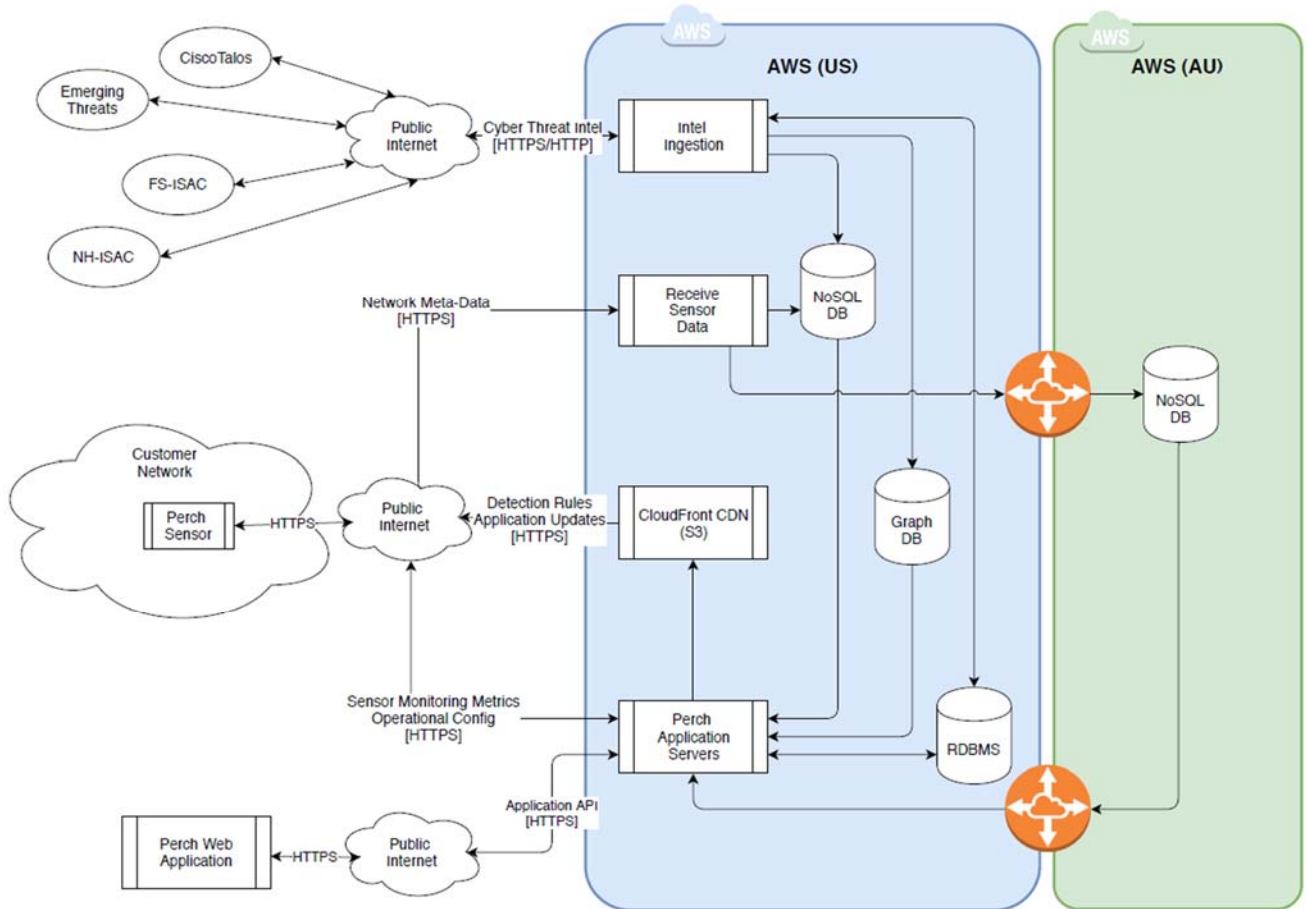 AWS
AWS
AWS (US)
AWS (AU)
CiscoTalos
Emerging
Threats
FS-ISAC
NH-ISAC
Public
Internet
Cyber Threat Intel
[HTTPS/HTTP]
Intel
Ingestion
Network Meta-Data
[HTTPS]
Receive
Sensor
Data
NoSQL
DB
NoSQL
DB
Customer
Network
Perch
Sensor
HTTPS
Public
Internet
Detection Rules
Application Updates
[HTTPS]
CloudFront CDN
(S3)
Graph
DB
Sensor Monitoring Metrics
Operational Config
[HTTPS]
Perch
Application
Servers
RDBMS
Application API
[HTTPS]
Perch Web
Application
HTTPS
Public
Internet